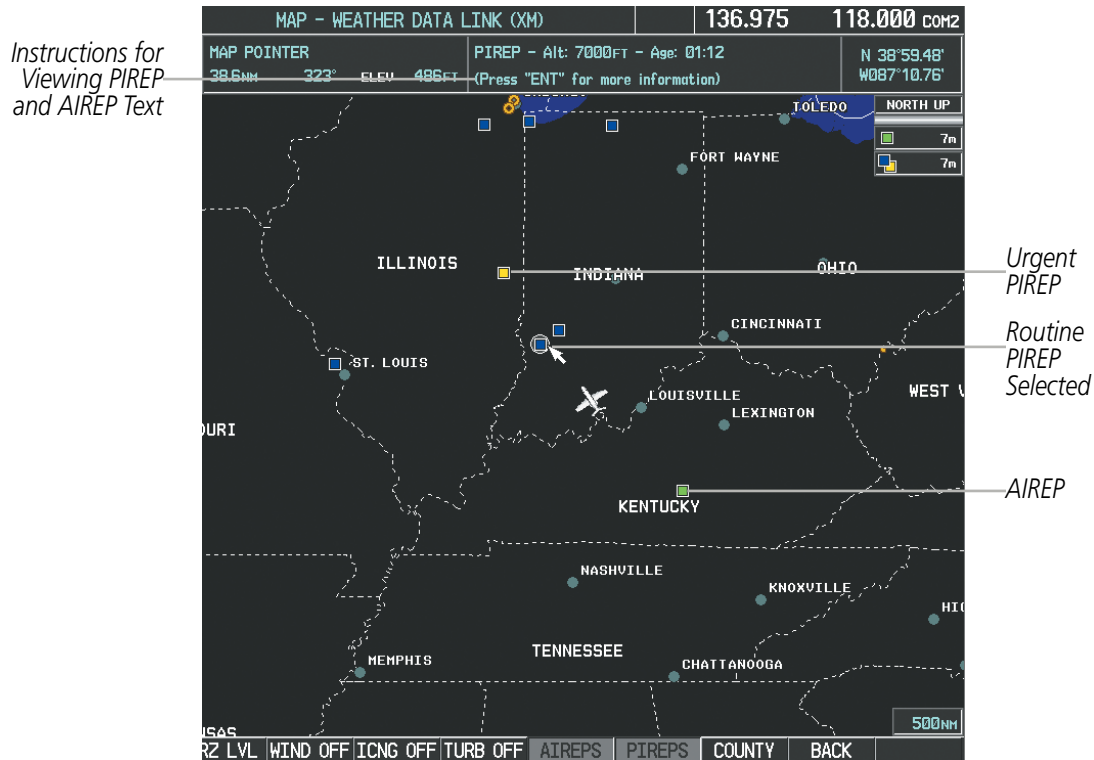 MAP - WEATHER DATA LINK (XM)
136.975
118.000 COM2
Instructions for
Viewing PIREP
and AIREP Text
MAP POINTER
38.6NM 323° ELEV 486FT
PIREP - Alt: 7000FT - Age: 01:12
(Press "ENT" for more information)
N 38°59.48'
W087°10.76'
TOLEDO
NORTH UP
7m
7m
FORT WAYNE
ILLINOIS
INDIANA
OHIO
Urgent
PIREP
CINCINNATI
Routine
PIREP
Selected
ST. LOUIS
LOUISVILLE
WEST V
LEXINGTON
OURI
AIREP
KENTUCKY
NASHVILLE
KNOXVILLE
HIC
TENNESSEE
MEMPHIS
CHATTANOOGA
500NM
NSAS
RZ LVL WIND OFF ICNG OFF TURB OFF AIREPS PIREPS COUNTY BACK